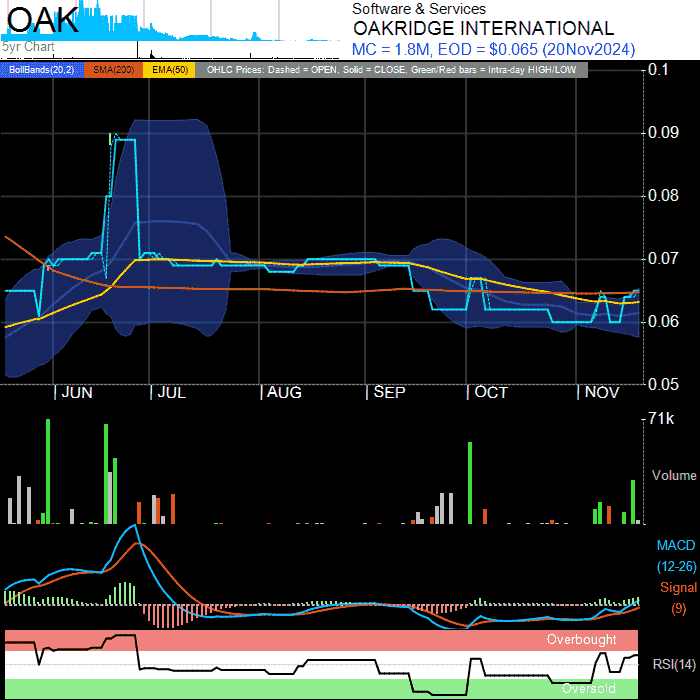 OAK
5yr Chart
Software & Services
OAKRIDGE INTERNATIONAL
MC = 1.8M, EOD = $0.065 (20Nov2024)
BollBands(20,2) SMA(200) EMA(50) OHLC Prices: Dashed = OPEN, Solid = CLOSE, Green/Red bars = Intra-day HIGH/LOW
0.1
0.09
0.08
0.07
0.06
0.05
JUN JUL AUG SEP OCT NOV
71k
Volume
MACD
(12-26)
Signal
(9)
Overbought
RSI(14)
Oversold